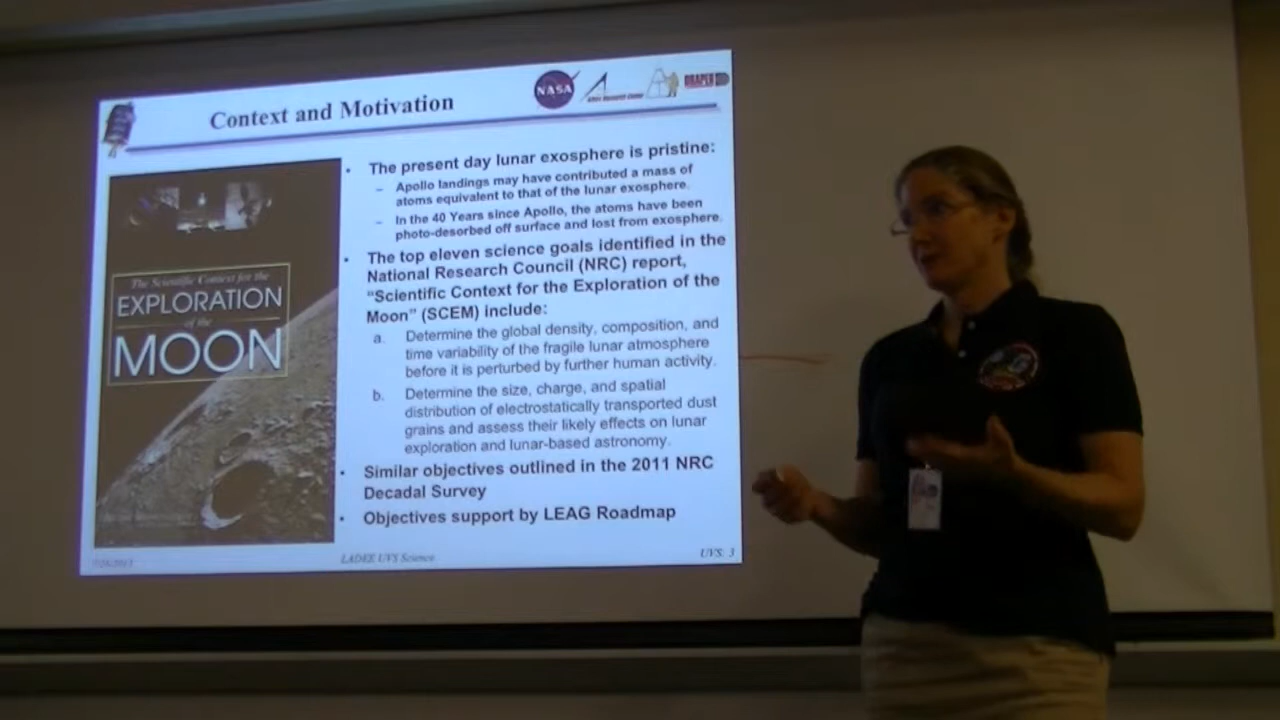 Context and Motivation
NASA
Ames Research Center
DRAPER
The Scientific Context for the
EXPLORATION
of the
MOON
• The present day lunar exosphere is pristine:
– Apollo landings may have contributed a mass of
atoms equivalent to that of the lunar exosphere.
– In the 40 Years since Apollo, the atoms have been
photo-desorbed off surface and lost from exosphere.
• The top eleven science goals identified in the
National Research Council (NRC) report,
“Scientific Context for the Exploration of the
Moon” (SCEM) include:
a. Determine the global density, composition, and
time variability of the fragile lunar atmosphere
before it is perturbed by further human activity.
b. Determine the size, charge, and spatial
distribution of electrostatically transported dust
grains and assess their likely effects on lunar
exploration and lunar-based astronomy.
• Similar objectives outlined in the 2011 NRC
Decadal Survey
• Objectives support by LEAG Roadmap
LADEE UVS Science
UVS: 3